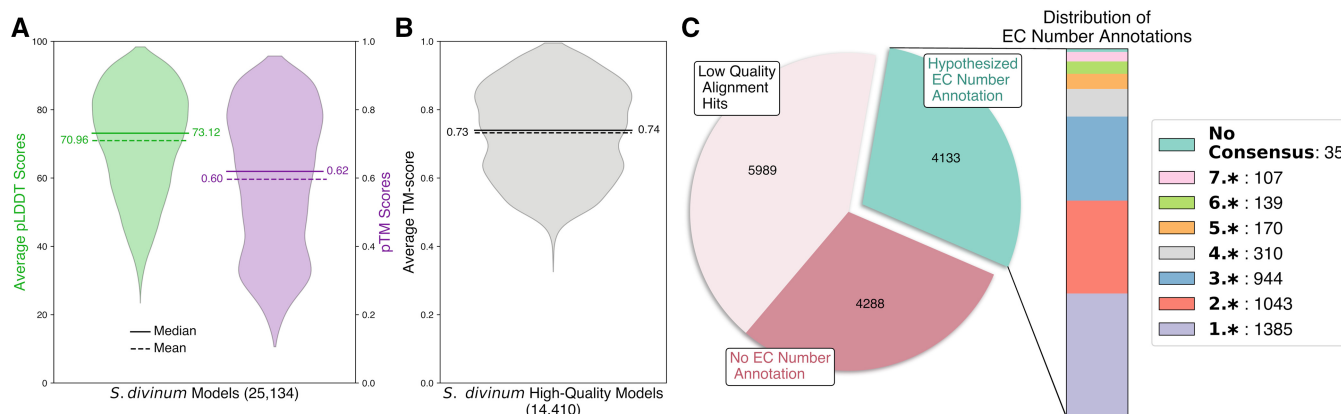 A
100
80
60
40
20
0
Average pLDDT Scores
70.96
73.12
0.60
0.62
Median
Mean
1.0
0.8
0.6
0.4
0.2
0.0
pTM Scores
S. divinum Models (25,134)
B
1.0
0.8
0.6
0.4
0.2
0.0
Average TM-score
0.73
0.74
S. divinum High-Quality Models
(14,410)
C
Low Quality
Alignment
Hits
5989
Hypothesized
EC Number
Annotation
4133
4288
No EC Number
Annotation
Distribution of
EC Number Annotations
No
Consensus: 35
7.* : 107
6.* : 139
5.* : 170
4.* : 310
3.* : 944
2.* : 1043
1.* : 1385